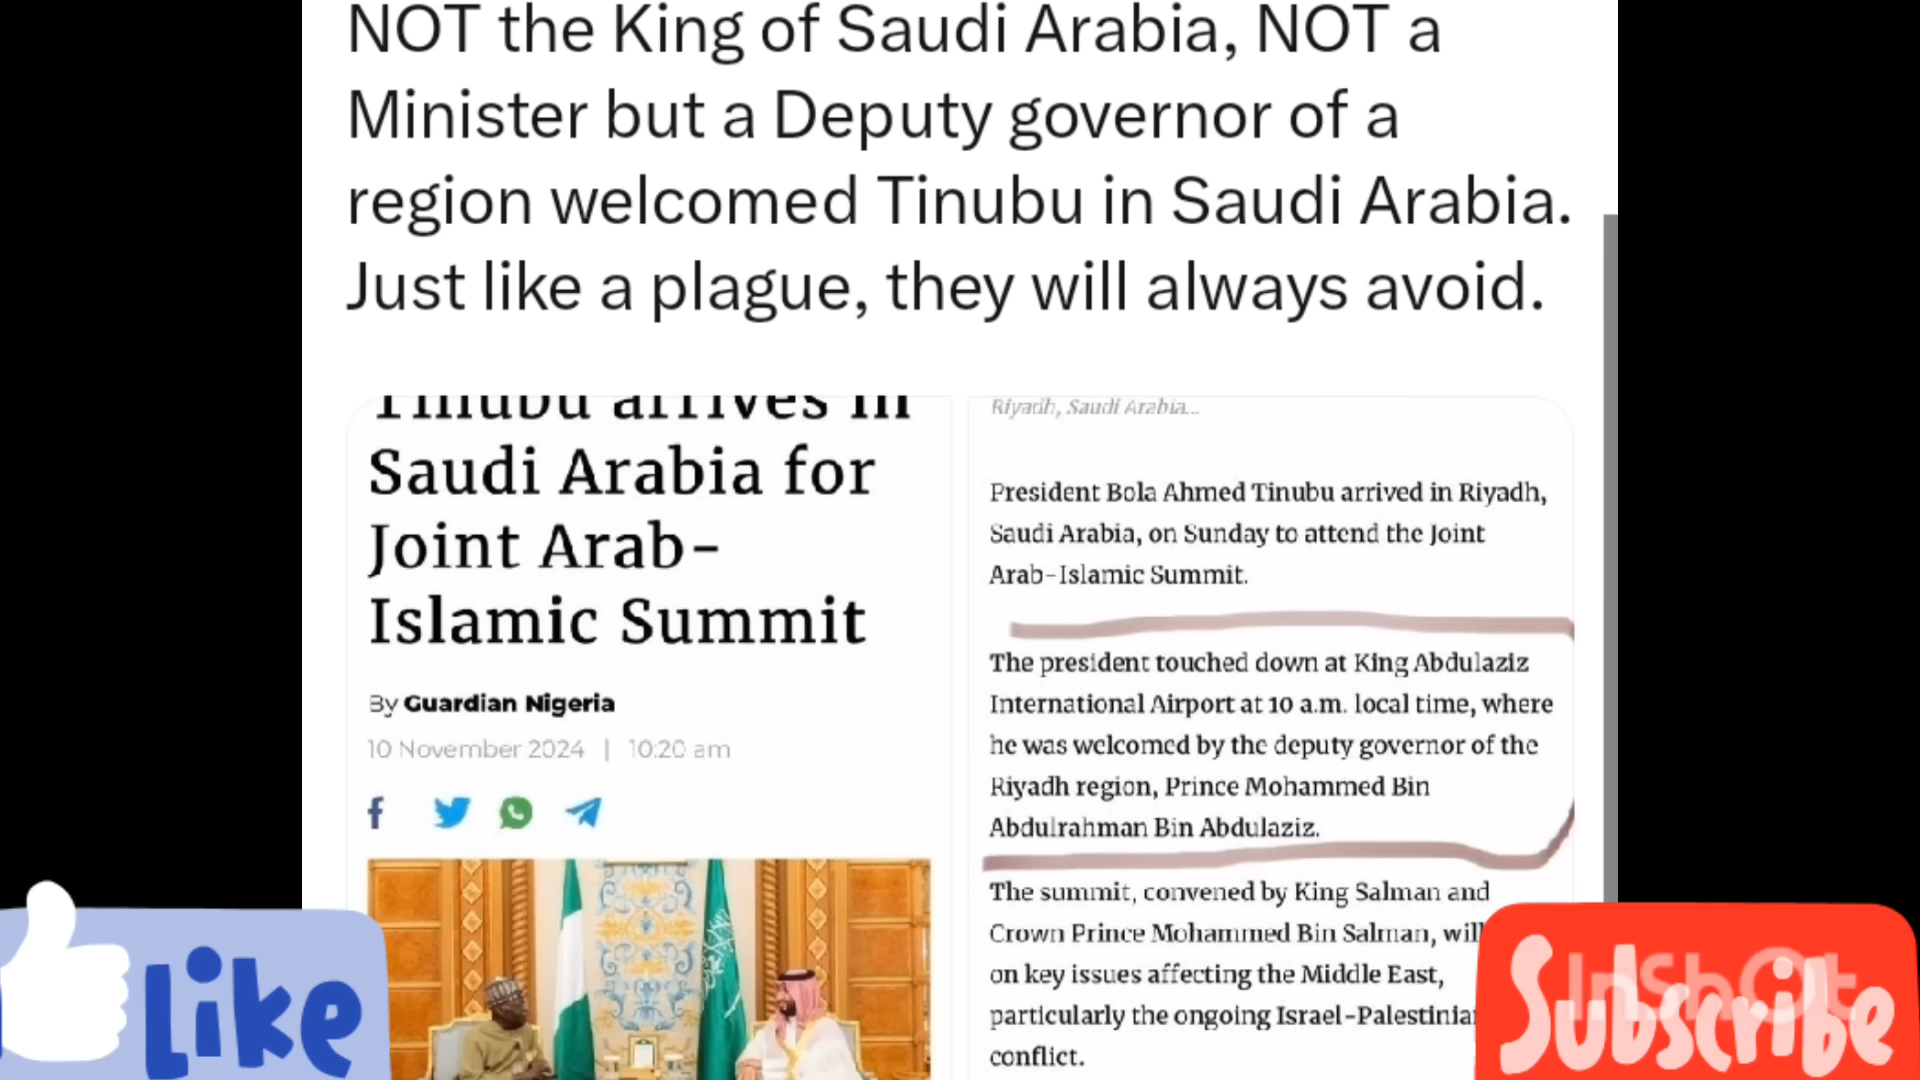 NOT the King of Saudi Arabia, NOT a
Minister but a Deputy governor of a
region welcomed Tinubu in Saudi Arabia.
Just like a plague, they will always avoid.
Tinubu arrives in
Saudi Arabia for
Joint Arab-
Islamic Summit
By Guardian Nigeria
10 November 2024 | 10:20 am
Riyadh, Saudi Arabia...
President Bola Ahmed Tinubu arrived in Riyadh,
Saudi Arabia, on Sunday to attend the Joint
Arab-Islamic Summit.
The president touched down at King Abdulaziz
International Airport at 10 a.m. local time, where
he was welcomed by the deputy governor of the
Riyadh region, Prince Mohammed Bin
Abdulrahman Bin Abdulaziz.
The summit, convened by King Salman and
Crown Prince Mohammed Bin Salman, will
on key issues affecting the Middle East,
particularly the ongoing Israel-Palestinian
conflict.
Like
Subscribe
InShOt